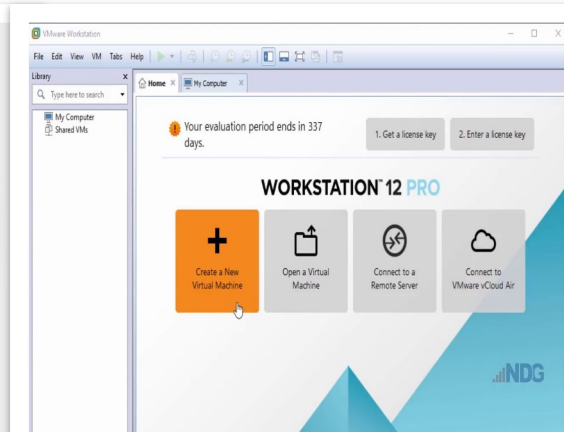 VMware Workstation
File Edit View VM Tabs Help
Library x
Home × My Computer ×
Type here to search
My Computer
Shared VMs
Your evaluation period ends in 337
days.
1. Get a license key
2. Enter a license key
WORKSTATION™ 12 PRO
Create a New
Virtual Machine
Open a Virtual
Machine
Connect to a
Remote Server
Connect to
VMware vCloud Air
NDG